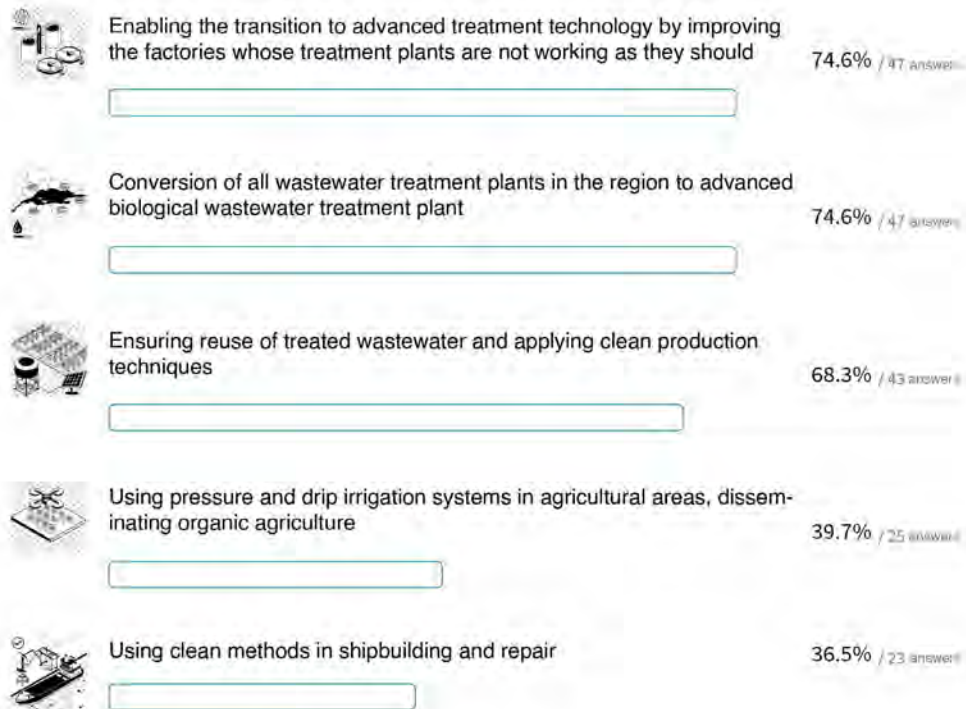 Enabling the transition to advanced treatment technology by improving
the factories whose treatment plants are not working as they should
74.6% / 47 answers
Conversion of all wastewater treatment plants in the region to advanced
biological wastewater treatment plant
74.6% / 47 answers
Ensuring reuse of treated wastewater and applying clean production
techniques
68.3% / 43 answers
Using pressure and drip irrigation systems in agricultural areas, dissem-
inating organic agriculture
39.7% / 25 answers
Using clean methods in shipbuilding and repair
36.5% / 23 answers